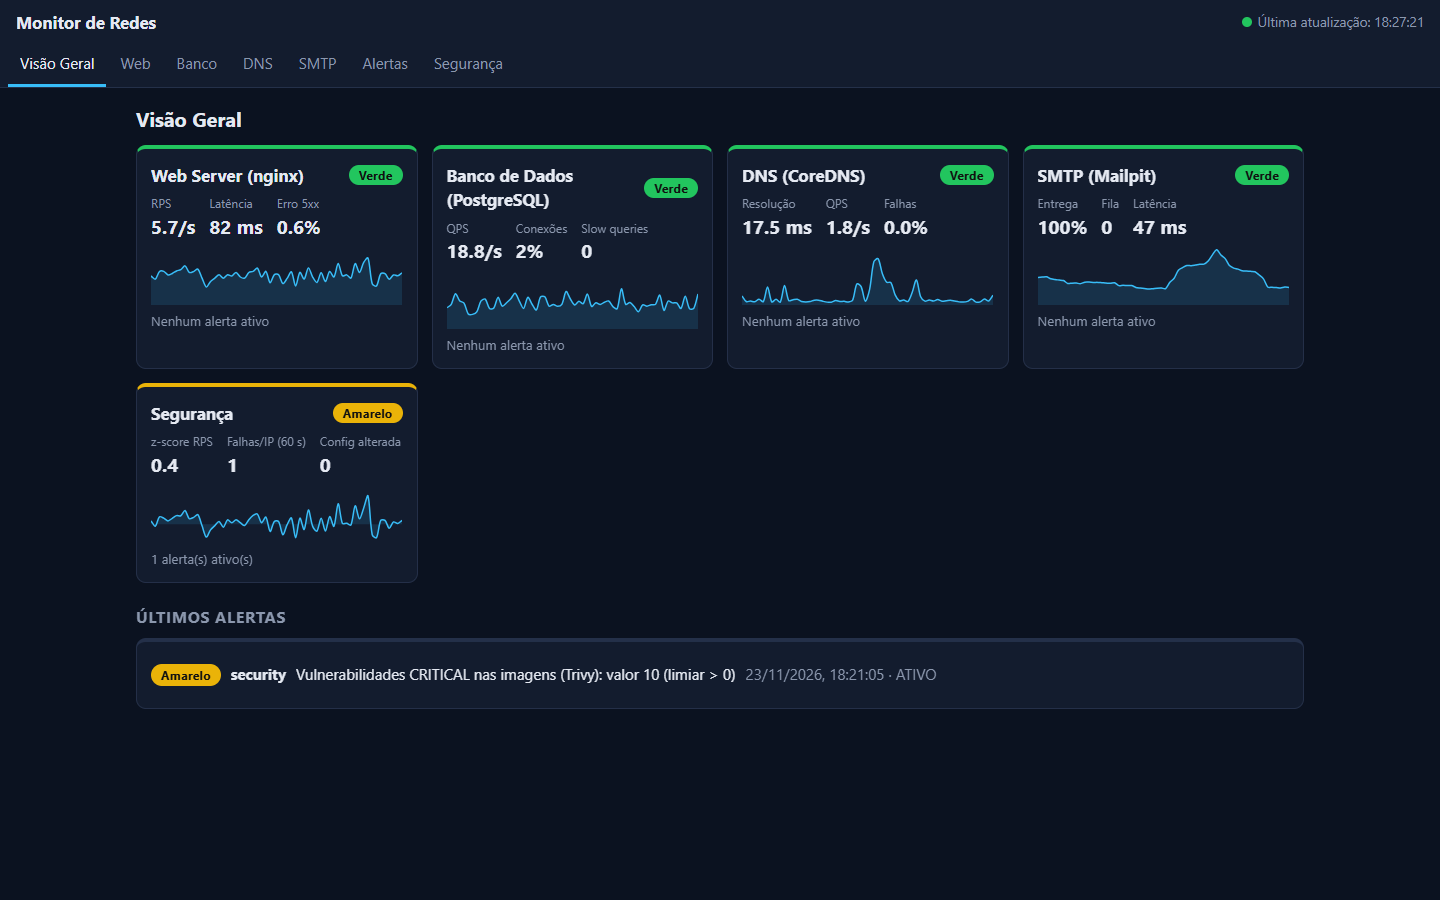 Monitor de Redes
Última atualização: 18:27:21
Visão Geral Web Banco DNS SMTP Alertas Segurança
Visão Geral
Web Server (nginx)
Verde
RPS Latência Erro 5xx
5.7/s 82 ms 0.6%
Nenhum alerta ativo
Banco de Dados
(PostgreSQL)
Verde
QPS Conexões Slow queries
18.8/s 2% 0
Nenhum alerta ativo
DNS (CoreDNS)
Verde
Resolução QPS Falhas
17.5 ms 1.8/s 0.0%
Nenhum alerta ativo
SMTP (Mailpit)
Verde
Entrega Fila Latência
100% 0 47 ms
Nenhum alerta ativo
Segurança
Amarelo
z-score RPS Falhas/IP (60 s) Config alterada
0.4 1 0
1 alerta(s) ativo(s)
ÚLTIMOS ALERTAS
Amarelo security Vulnerabilidades CRITICAL nas imagens (Trivy): valor 10 (limiar > 0) 23/11/2026, 18:21:05 · ATIVO